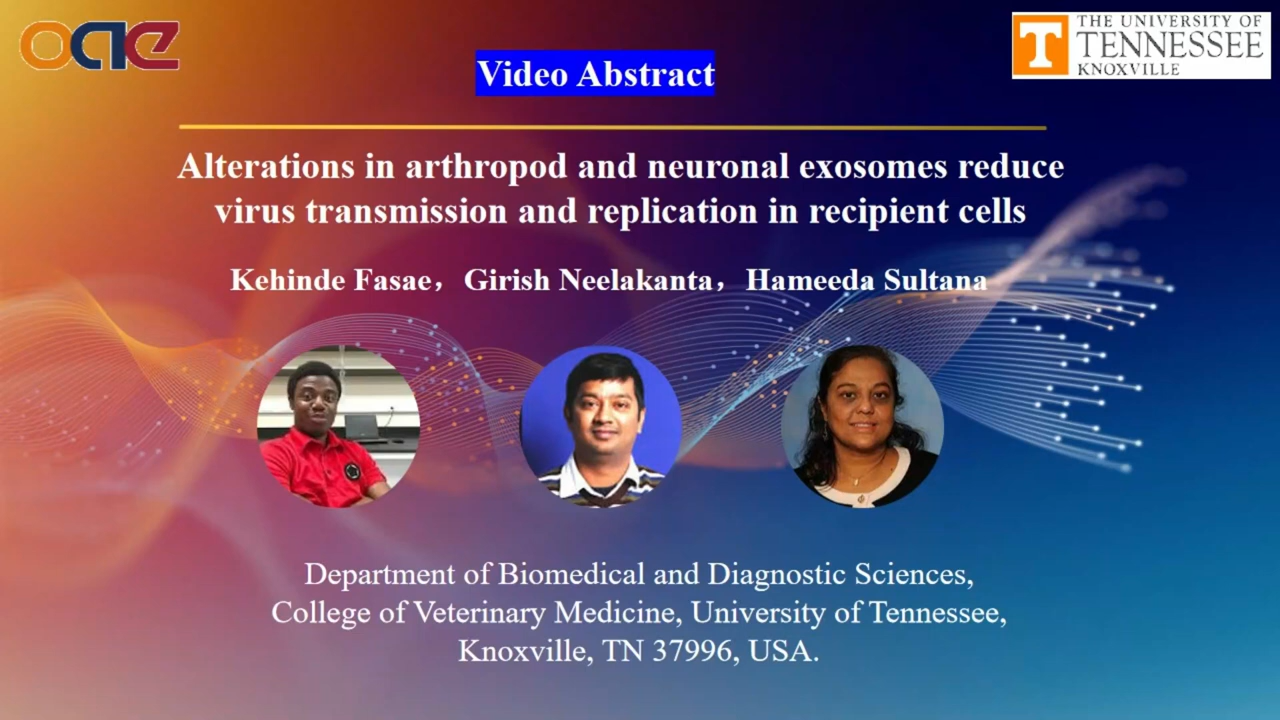 oae
THE UNIVERSITY OF
TENNESSEE
KNOXVILLE
Video Abstract
Alterations in arthropod and neuronal exosomes reduce
virus transmission and replication in recipient cells
Kehinde Fasae，Girish Neelakanta，Hameeda Sultana
Department of Biomedical and Diagnostic Sciences,
College of Veterinary Medicine, University of Tennessee,
Knoxville, TN 37996, USA.